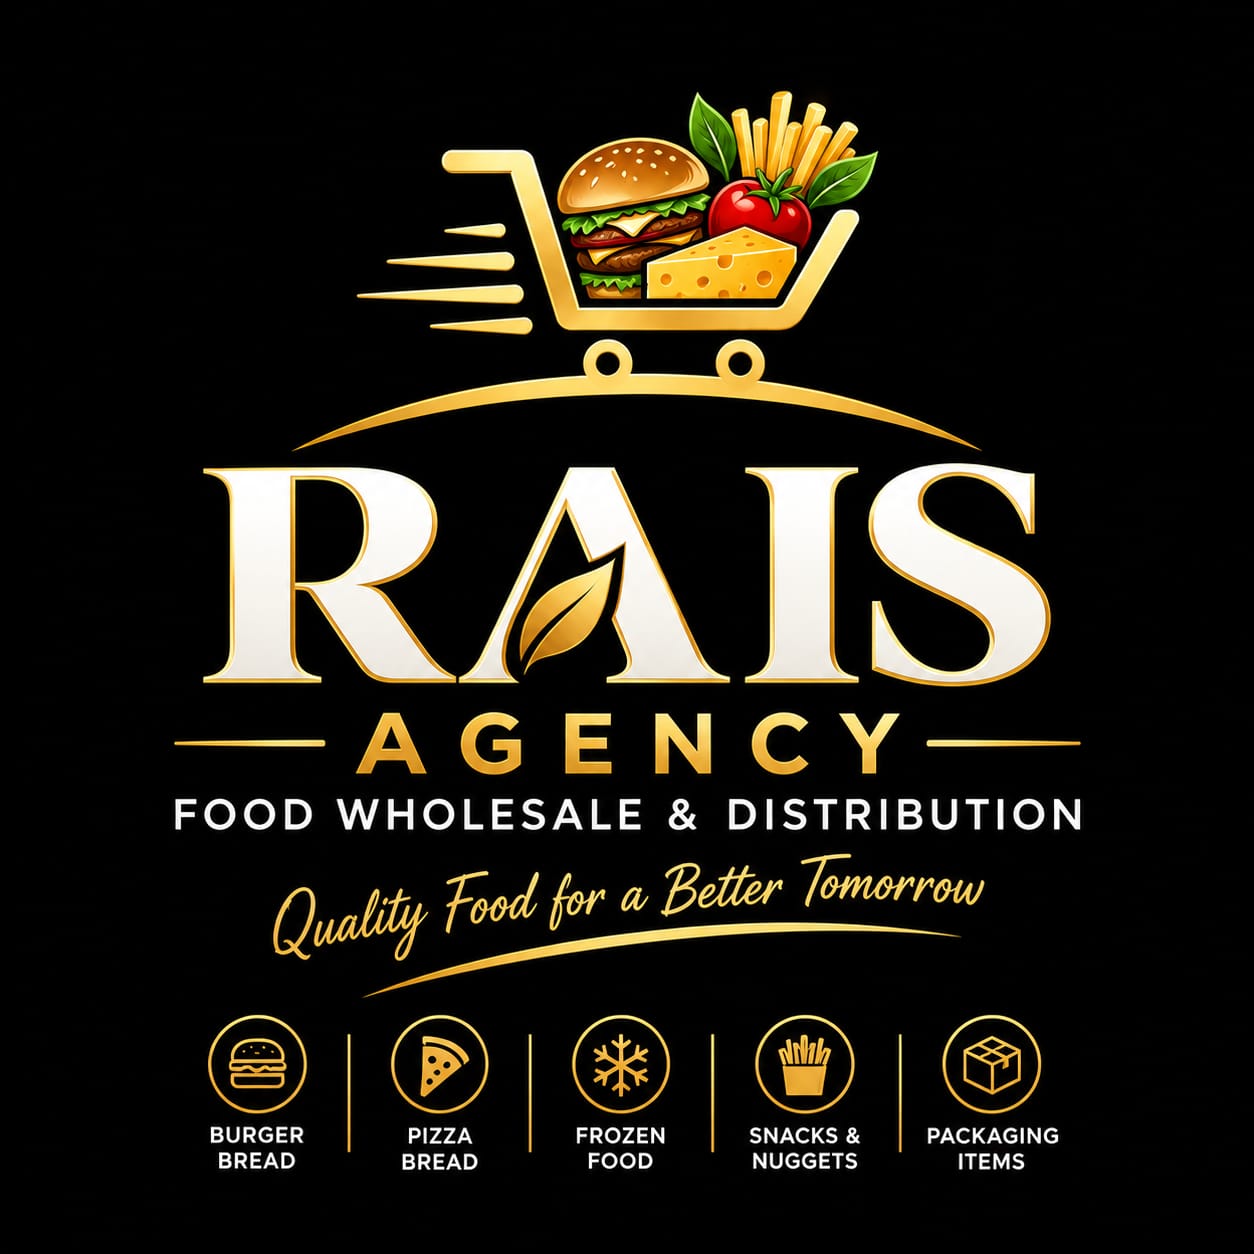 RAIS
AGENCY
FOOD WHOLESALE & DISTRIBUTION
Quality Food for a Better Tomorrow
BURGER
BREAD
PIZZA
BREAD
FROZEN
FOOD
SNACKS &
NUGGETS
PACKAGING
ITEMS